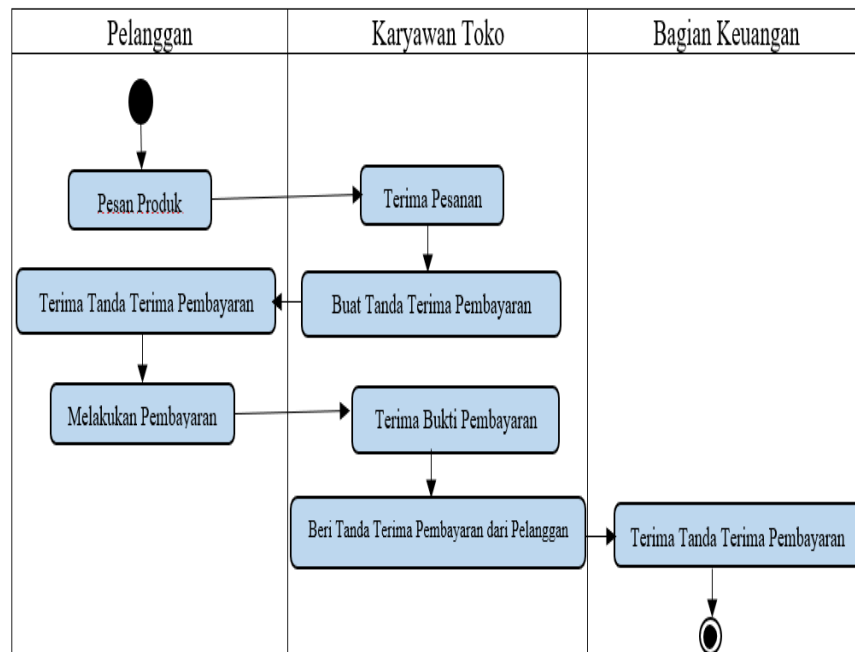 Pelanggan
Karyawan Toko
Bagian Keuangan
Pesan Produk
Terima Pesanan
Terima Tanda Terima Pembayaran
Buat Tanda Terima Pembayaran
Melakukan Pembayaran
Terima Bukti Pembayaran
Beri Tanda Terima Pembayaran dari Pelanggan
Terima Tanda Terima Pembayaran